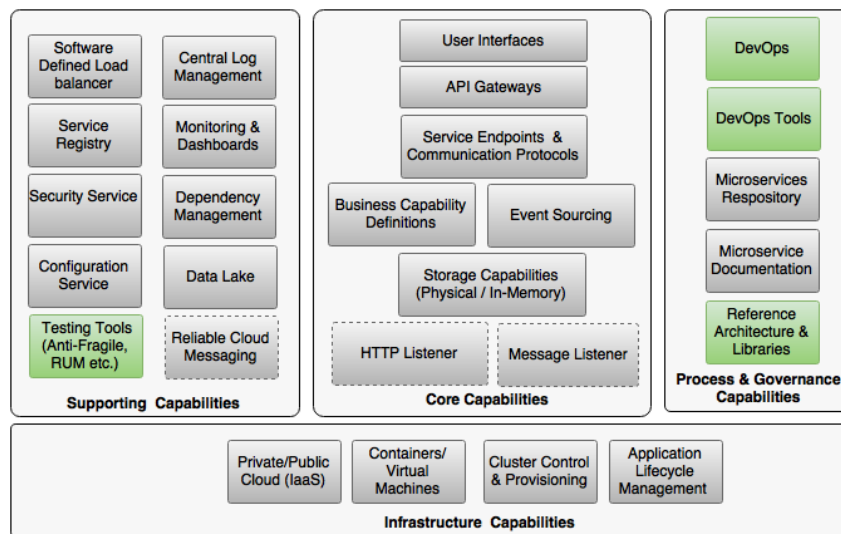 Software
Defined Load
balancer
Central Log
Management
Service
Registry
Monitoring &
Dashboards
Security Service
Dependency
Management
Configuration
Service
Data Lake
Testing Tools
(Anti-Fragile,
RUM etc.)
Reliable Cloud
Messaging
Supporting Capabilities
User Interfaces
API Gateways
Service Endpoints &
Communication Protocols
Business Capability
Definitions
Event Sourcing
Storage Capabilities
(Physical / In-Memory)
HTTP Listener
Message Listener
Core Capabilities
DevOps
DevOps Tools
Microservices
Respository
Microservice
Documentation
Reference
Architecture &
Libraries
Process & Governance
Capabilities
Private/Public
Cloud (IaaS)
Containers/
Virtual
Machines
Cluster Control
& Provisioning
Application
Lifecycle
Management
Infrastructure Capabilities